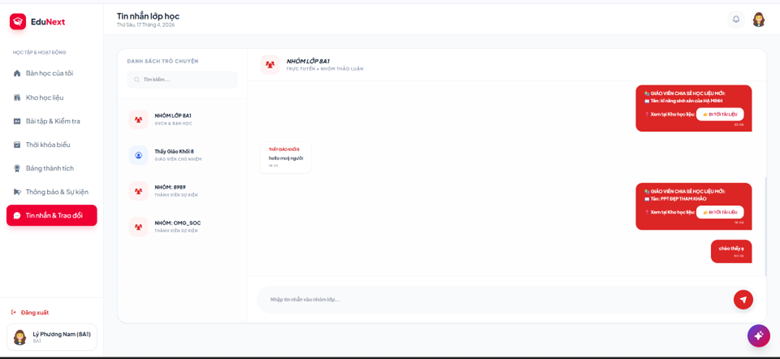 EduNext
HỌC TẬP & HOẠT ĐỘNG
Bàn học của tôi
Kho học liệu
Bài tập & Kiểm tra
Thời khóa biểu
Bảng thành tích
Thông báo & Sự kiện
Tin nhắn & Trao đổi
Đăng xuất
Lý Phương Nam (8A1)
8A1
Tin nhắn lớp học
Thứ Sáu, 17 Tháng 4, 2026
DANH SÁCH TRÒ CHUYỆN
Tìm kiếm...
NHÓM LỚP 8A1
GVCN & BẠN HỌC
Thầy Giáo Khối 8
GIÁO VIÊN CHỦ NHIỆM
NHÓM: 8989
THÀNH VIÊN SỰ KIỆN
NHÓM: OMG_SOC
THÀNH VIÊN SỰ KIỆN
NHÓM LỚP 8A1
TRỰC TUYẾN • NHÓM THẢO LUẬN
GIÁO VIÊN CHIA SẺ HỌC LIỆU MỚI:
Tên: kĩ năng sinh sản của HẠ MINH
Xem tại Kho học liệu:
ĐI TỚI TÀI LIỆU
THẦY GIÁO KHỐI 8
hello mọi người
GIÁO VIÊN CHIA SẺ HỌC LIỆU MỚI:
Tên: PPT ĐẸP THAM KHẢO
Xem tại Kho học liệu:
ĐI TỚI TÀI LIỆU
chào thầy ạ
Nhập tin nhắn vào nhóm lớp...